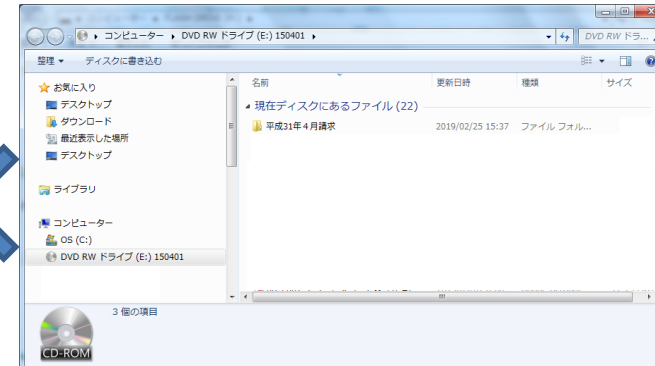 コンピューター ▸ DVD RW ドライブ (E:) 150401 ▸
DVD RW ドラ...
整理 ディスクに書き込む
お気に入り
デスクトップ
ダウンロード
最近表示した場所
デスクトップ
ライブラリ
コンピューター
OS (C:)
DVD RW ドライブ (E:) 150401
名前 更新日時 種類 サイズ
現在ディスクにあるファイル (22)
平成31年4月請求 2019/02/25 15:37 ファイル フォル...
3 個の項目
CD-ROM